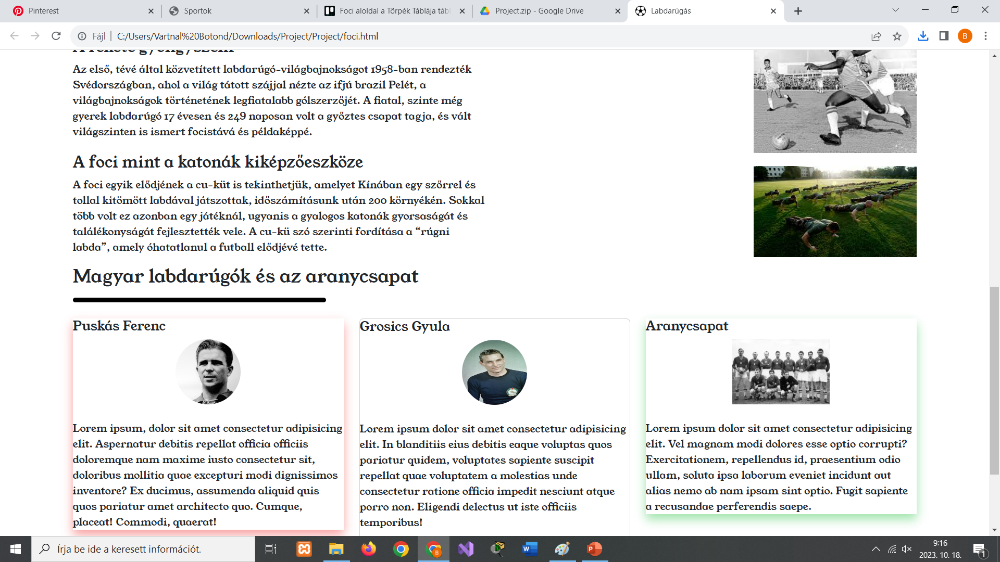 Pinterest
Sportok
Foci aloldal a Törpék Táblája táb
Project.zip - Google Drive
Labdarúgás
Fájl
C:/Users/Vartnal%20Botond/Downloads/Project/Project/foci.html
B
A fekete gyöngyszem
Az első, tévé által közvetített labdarúgó-világbajnokságot 1958-ban rendezték
Svédországban, ahol a világ tátott szájjal nézte az ifjú brazil Pelét, a
világbajnokságok történetének legfiatalabb gólszerzőjét. A fiatal, szinte még
gyerek labdarúgó 17 évesen és 249 naposan volt a győztes csapat tagja, és vált
világszinten is ismert focistává és példaképpé.
A foci mint a katonák kiképzőeszköze
A foci egyik elődjének a cu-küt is tekinthetjük, amelyet Kínában egy szőrrel és
tollal kitömött labdával játszottak, időszámításunk után 200 környékén. Sokkal
több volt ez azonban egy játéknál, ugyanis a gyalogos katonák gyorsaságát és
találékonyságát fejlesztették vele. A cu-kü szó szerinti fordítása a “rúgni
labda”, amely óhatatlanul a futball elődjévé tette.
Magyar labdarúgók és az aranycsapat
Puskás Ferenc
Lorem ipsum, dolor sit amet consectetur adipisicing
elit. Aspernatur debitis repellat officia officiis
doloremque nam maxime iusto consectetur sit,
doloribus mollitia quae excepturi modi dignissimos
inventore? Ex ducimus, assumenda aliquid quis
quos pariatur amet architecto quo. Cumque,
placeat! Commodi, quaerat!
Grosics Gyula
Lorem ipsum dolor sit amet consectetur adipisicing
elit. In blanditiis eius debitis eaque voluptas quos
pariatur quidem, voluptates sapiente suscipit
repellat quae voluptatem a molestias unde
consectetur ratione officia impedit nesciunt atque
porro non. Eligendi delectus ut iste officiis
temporibus!
Aranycsapat
Lorem ipsum dolor sit amet consectetur adipisicing
elit. Vel magnam modi dolores esse optio corrupti?
Exercitationem, repellendus id, praesentium odio
ullam, soluta ipsa laborum eveniet incidunt aut
alias nemo ab nam ipsam sint optio. Fugit sapiente
a recusandae perferendis saepe.
Írja be ide a keresett információt.
9:16
2023. 10. 18.
1